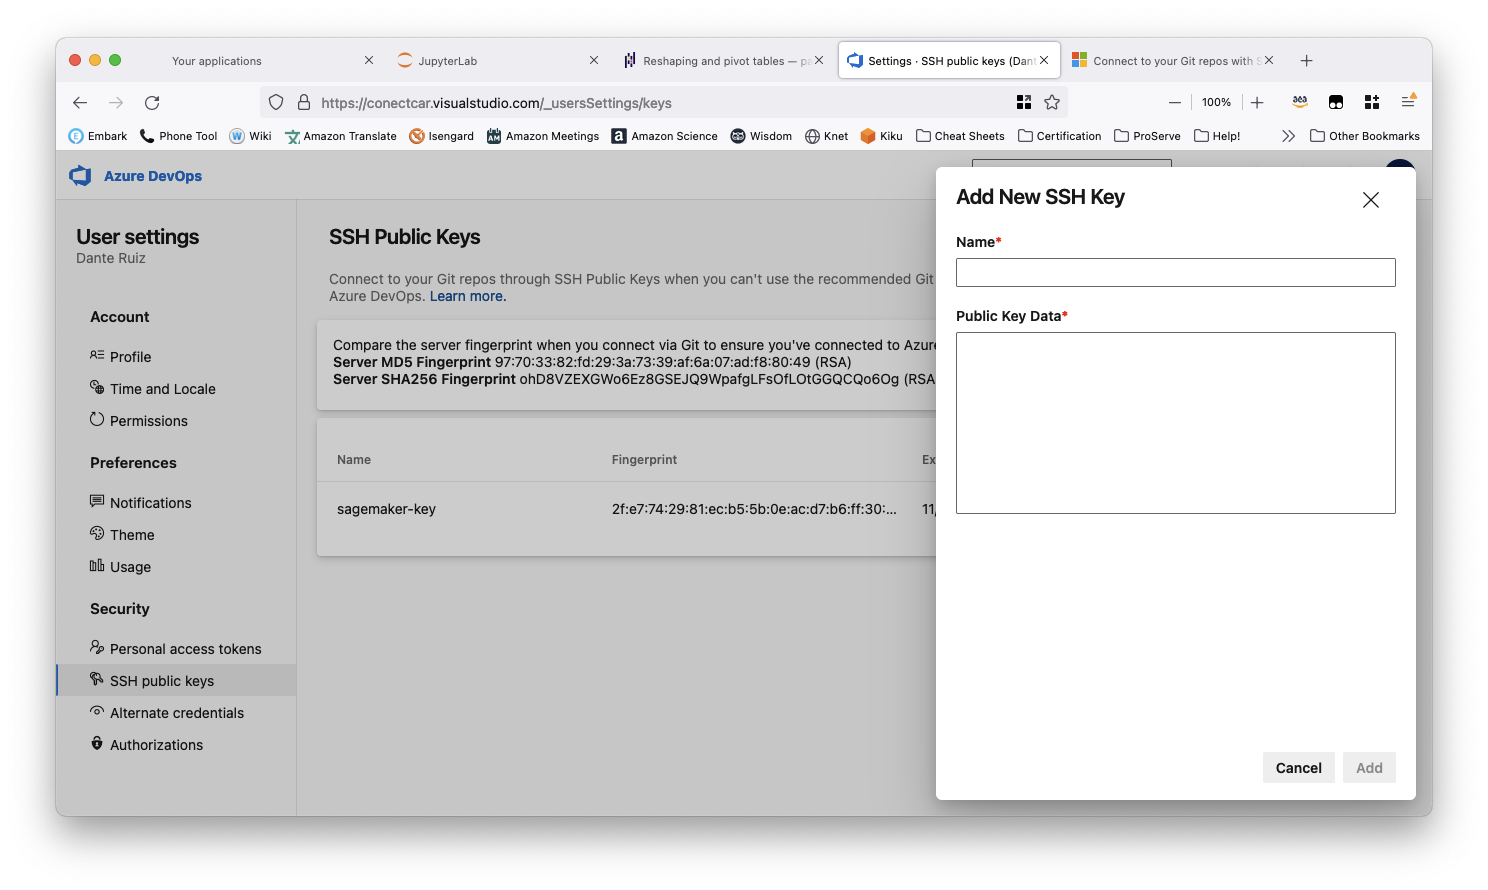 Your applications
JupyterLab
Reshaping and pivot tables — pa
Settings · SSH public keys (Dant
Connect to your Git repos with S
https://conectcar.visualstudio.com/_usersSettings/keys
100%
Embark
Phone Tool
Wiki
Amazon Translate
Isengard
Amazon Meetings
Amazon Science
Wisdom
Knet
Kiku
Cheat Sheets
Certification
ProServe
Help!
Other Bookmarks
Azure DevOps
User settings
Dante Ruiz
Account
Profile
Time and Locale
Permissions
Preferences
Notifications
Theme
Usage
Security
Personal access tokens
SSH public keys
Alternate credentials
Authorizations
SSH Public Keys
Connect to your Git repos through SSH Public Keys when you can't use the recommended Git
Azure DevOps. Learn more.
Compare the server fingerprint when you connect via Git to ensure you've connected to Azure
Server MD5 Fingerprint 97:70:33:82:fd:29:3a:73:39:af:6a:07:ad:f8:80:49 (RSA)
Server SHA256 Fingerprint ohD8VZEXGWo6Ez8GSEJQ9WpafgLFsOfLOtGGQCQo6Og (RSA
Name Fingerprint Ex
sagemaker-key 2f:e7:74:29:81:ec:b5:5b:0e:ac:d7:b6:ff:30:... 11/
Add New SSH Key
Name*
Public Key Data*
Cancel
Add